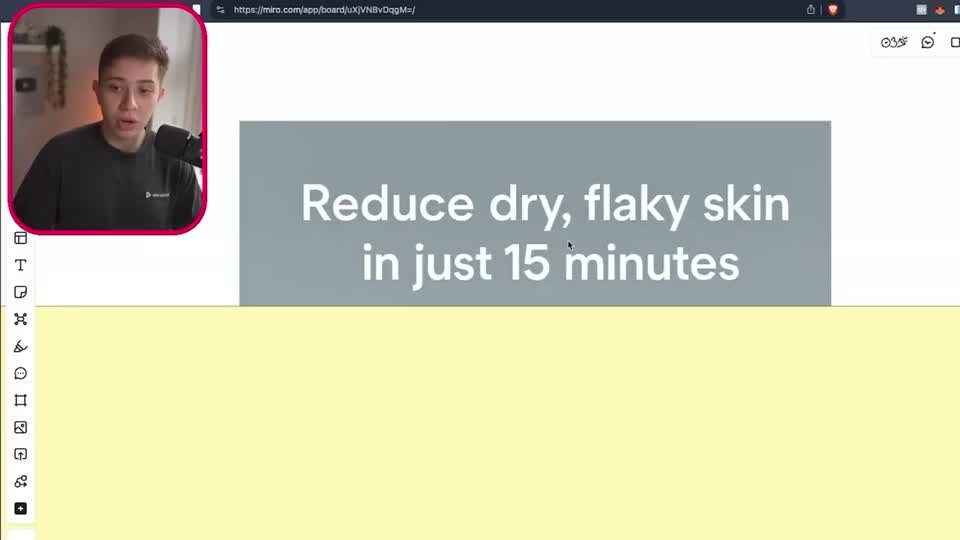 https://miro.com/app/board/uXjVNBvDqgM=/
Reduce dry, flaky skin
in just 15 minutes